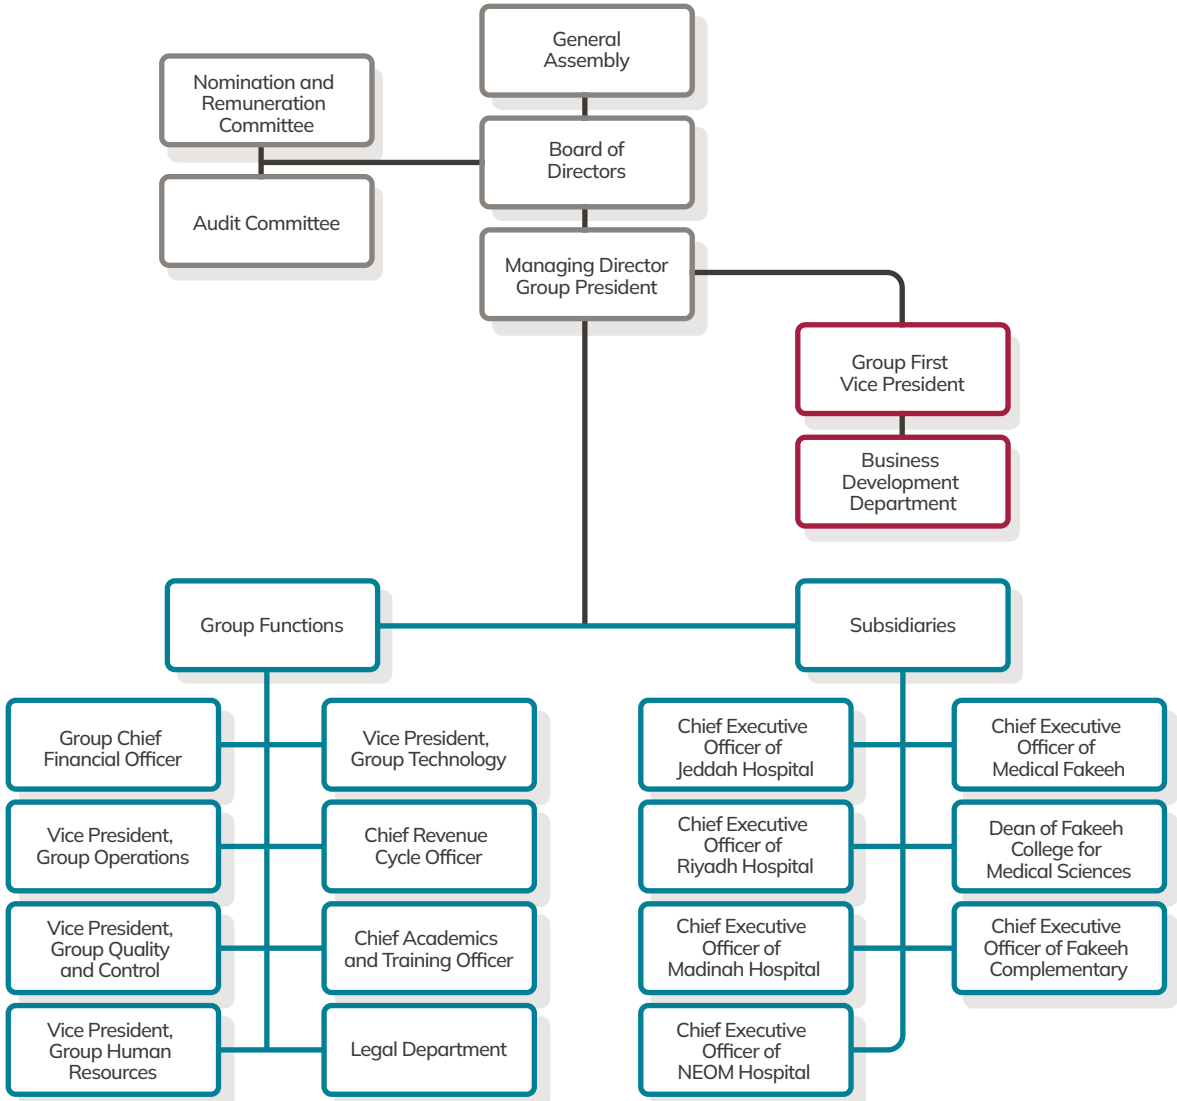 General
Assembly
Nomination and
Remuneration
Committee
Board of
Directors
Audit Committee
Managing Director
Group President
Group First
Vice President
Business
Development
Department
Group Functions
Subsidiaries
Group Chief
Financial Officer
Vice President,
Group Technology
Vice President,
Group Operations
Chief Revenue
Cycle Officer
Vice President,
Group Quality
and Control
Chief Academics
and Training Officer
Vice President,
Group Human
Resources
Legal Department
Chief Executive
Officer of
Jeddah Hospital
Chief Executive
Officer of
Medical Fakeeh
Chief Executive
Officer of
Riyadh Hospital
Dean of Fakeeh
College for
Medical Sciences
Chief Executive
Officer of
Madinah Hospital
Chief Executive
Officer of Fakeeh
Complementary
Chief Executive
Officer of
NEOM Hospital